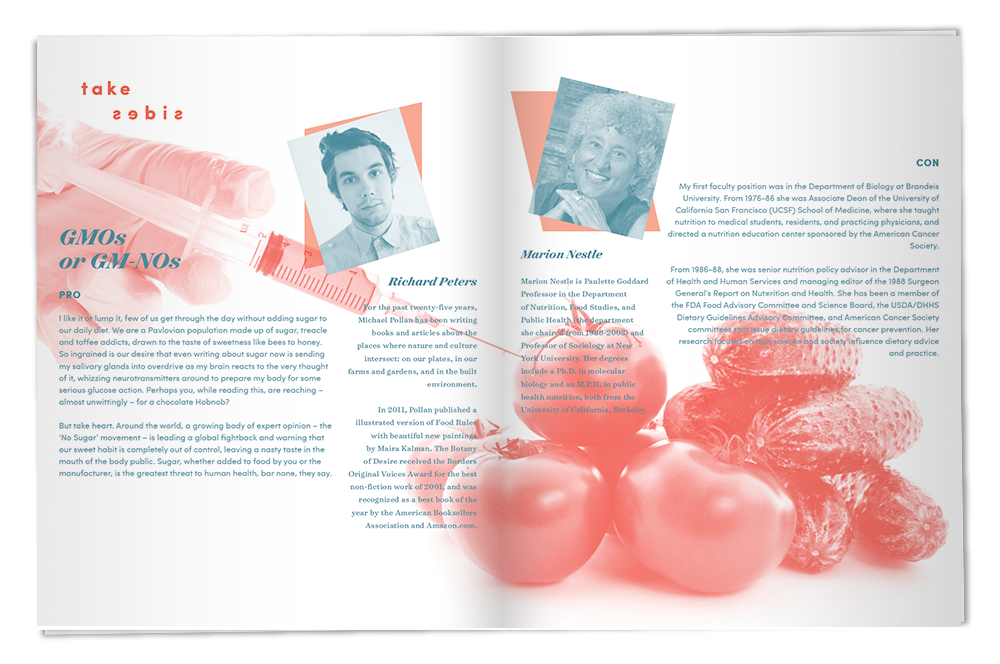 take
sides
GMOs
or GM-NOs
PRO
I like it or lump it, few of us get through the day without adding sugar to
our daily diet. We are a Pavlovian population made up of sugar, treacle
and toffee addicts, drawn to the taste of sweetness like bees to honey.
So ingrained is our desire that even writing about sugar now is sending
my salivary glands into overdrive as my brain reacts to the very thought
of it, whizzing neurotransmitters around to prepare my body for some
serious glucose action. Perhaps you, while reading this, are reaching –
almost unwittingly – for a chocolate Hobnob?
But take heart. Around the world, a growing body of expert opinion – the
‘No Sugar’ movement – is leading a global fightback and warning that
our sweet habit is completely out of control, leaving a nasty taste in the
mouth of the body public. Sugar, whether added to food by you or the
manufacturer, is the greatest threat to human health, bar none, they say.
Richard Peters
For the past twenty-five years,
Michael Pollan has been writing
books and articles about the
places where nature and culture
intersect: on our plates, in our
farms and gardens, and in the built
environment.
In 2011, Pollan published a
illustrated version of Food Rules
with beautiful new paintings
by Maira Kalman. The Botany
of Desire received the Borders
Original Voices Award for the best
non-fiction work of 2001, and was
recognized as a best book of the
year by the American Booksellers
Association and Amazon.com.
Marion Nestle
Marion Nestle is Paulette Goddard
Professor in the Department
of Nutrition, Food Studies, and
Public Health (the department
she chaired from 1988-2003) and
Professor of Sociology at New
York University. Her degrees
include a Ph.D. in molecular
biology and an M.P.H. in public
health nutrition, both from the
University of California, Berkeley
CON
My first faculty position was in the Department of Biology at Brandeis
University. From 1976–86 she was Associate Dean of the University of
California San Francisco (UCSF) School of Medicine, where she taught
nutrition to medical students, residents, and practicing physicians, and
directed a nutrition education center sponsored by the American Cancer
Society.
From 1986–88, she was senior nutrition policy advisor in the Department
of Health and Human Services and managing editor of the 1988 Surgeon
General’s Report on Nutrition and Health. She has been a member of
the FDA Food Advisory Committee and Science Board, the USDA/DHHS
Dietary Guidelines Advisory Committee, and American Cancer Society
committees that issue dietary guidelines for cancer prevention. Her
research focuses on how science and society influence dietary advice
and practice.